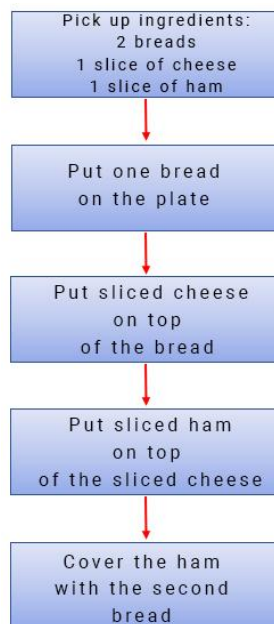 Pick up ingredients:
2 breads
1 slice of cheese
1 slice of ham
Put one bread
on the plate
Put sliced cheese
on top
of the bread
Put sliced ham
on top
of the sliced cheese
Cover the ham
with the second
bread